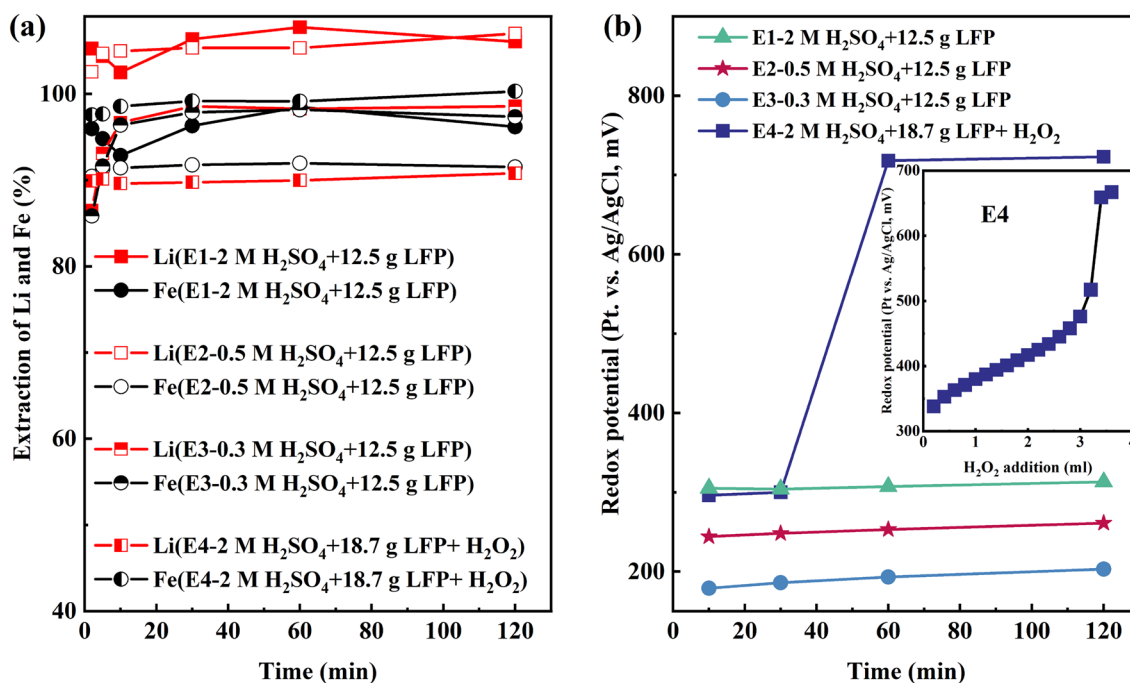 (a)
Extraction of Li and Fe (%)
100
80
60
40
Li(E1-2 M H₂SO₄+12.5 g LFP)
Fe(E1-2 M H₂SO₄+12.5 g LFP)
Li(E2-0.5 M H₂SO₄+12.5 g LFP)
Fe(E2-0.5 M H₂SO₄+12.5 g LFP)
Li(E3-0.3 M H₂SO₄+12.5 g LFP)
Fe(E3-0.3 M H₂SO₄+12.5 g LFP)
Li(E4-2 M H₂SO₄+18.7 g LFP+ H₂O₂)
Fe(E4-2 M H₂SO₄+18.7 g LFP+ H₂O₂)
0 20 40 60 80 100 120
Time (min)
(b)
Redox potential (Pt. vs. Ag/AgCl, mV)
800
600
400
200
E1-2 M H₂SO₄+12.5 g LFP
E2-0.5 M H₂SO₄+12.5 g LFP
E3-0.3 M H₂SO₄+12.5 g LFP
E4-2 M H₂SO₄+18.7 g LFP+ H₂O₂
E4
Redox potential (Pt vs. Ag/AgCl, mV)
700
600
500
400
300
0 1 2 3 4
H₂O₂ addition (ml)
0 20 40 60 80 100 120
Time (min)